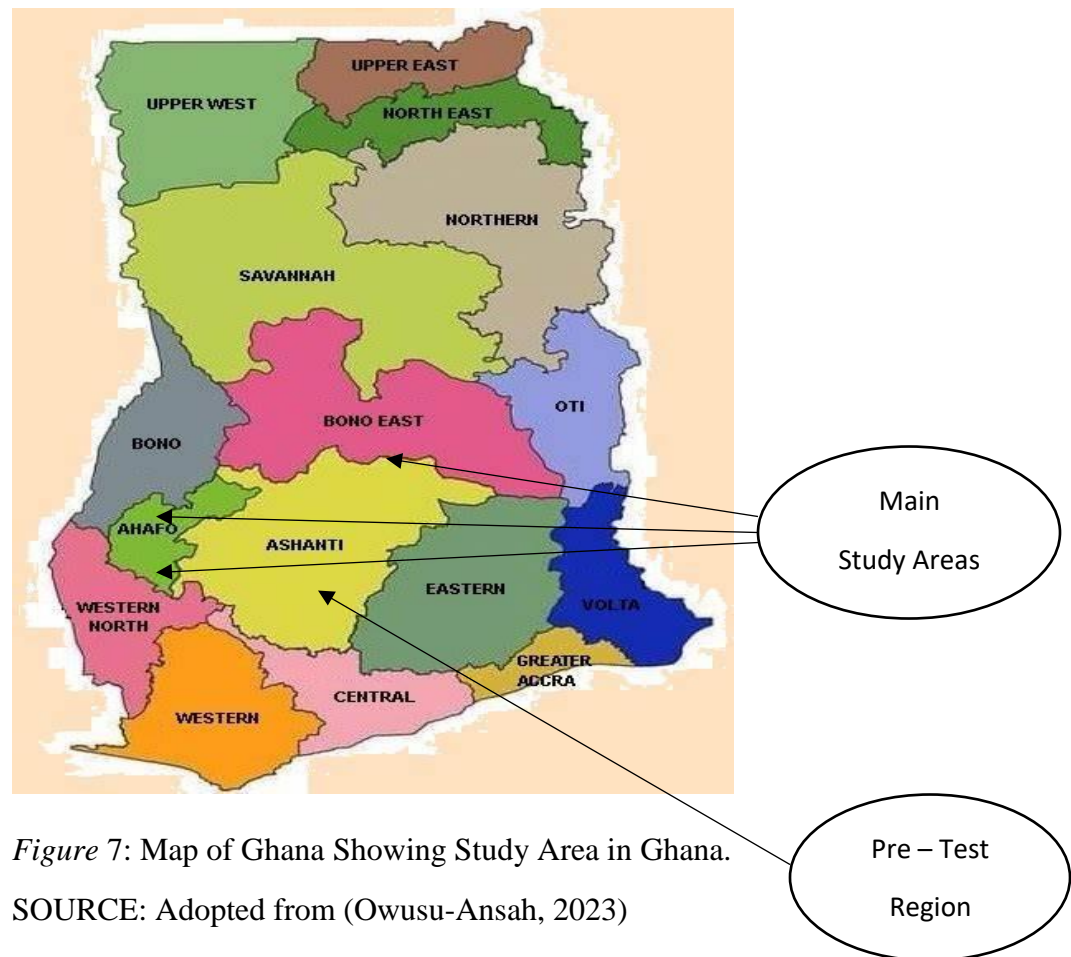 UPPER EAST
UPPER WEST
NORTH EAST
NORTHERN
SAVANNAH
OTI
BONO EAST
BONO
Main
Study Areas
AHAFO
ASHANTI
EASTERN
VOLTA
WESTERN
NORTH
GREATER
ACCRA
CENTRAL
WESTERN
Pre – Test
Region
Figure 7: Map of Ghana Showing Study Area in Ghana.
SOURCE: Adopted from (Owusu-Ansah, 2023)